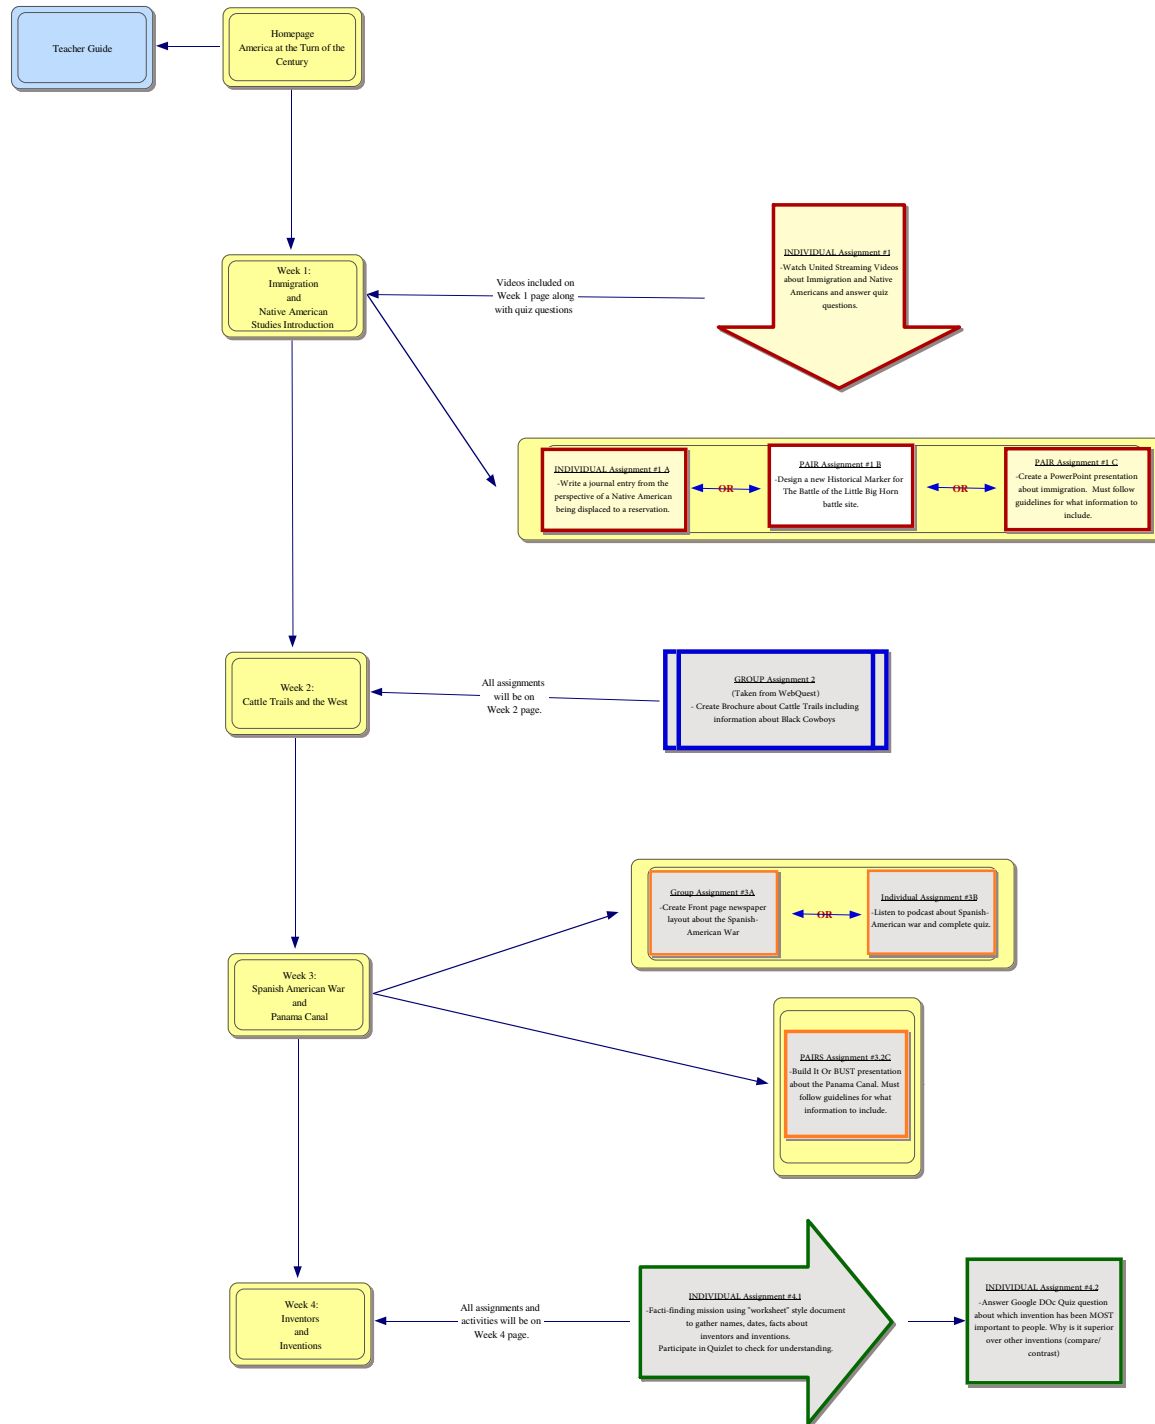 Teacher Guide
Homepage
America at the Turn of the
Century
INDIVIDUAL Assignment #1
-Watch United Streaming Videos
about Immigration and Native
Americans and answer quiz
questions.
Week 1:
Immigration
and
Native American
Studies Introduction
Videos included on
Week 1 page along
with quiz questions
INDIVIDUAL Assignment #1 A
-Write a journal entry from the
perspective of a Native American
being displaced to a reservation.
OR
PAIR Assignment #1 B
-Design a new Historical Marker for
The Battle of the Little Big Horn
battle site.
OR
PAIR Assignment #1 C
-Create a PowerPoint presentation
about immigration. Must follow
guidelines for what information to
include.
Week 2:
Cattle Trails and the West
All assignments
will be on
Week 2 page.
GROUP Assignment 2
(Taken from WebQuest)
- Create Brochure about Cattle Trails including
information about Black Cowboys
Group Assignment #3A
-Create Front page newspaper
layout about the Spanish-
American War
OR
Individual Assignment #3B
-Listen to podcast about Spanish-
American war and complete quiz.
Week 3:
Spanish American War
and
Panama Canal
PAIRS Assignment #3.2C
-Build It Or BUST presentation
about the Panama Canal. Must
follow guidelines for what
information to include.
Week 4:
Inventors
and
Inventions
All assignments and
activities will be on
Week 4 page.
INDIVIDUAL Assignment #4.1
-Facti-finding mission using "worksheet" style document
to gather names, dates, facts about
inventors and inventions.
Participate in Quizlet to check for understanding.
INDIVIDUAL Assignment #4.2
-Answer Google DOc Quiz question
about which invention has been MOST
important to people. Why is it superior
over other inventions (compare/
contrast)